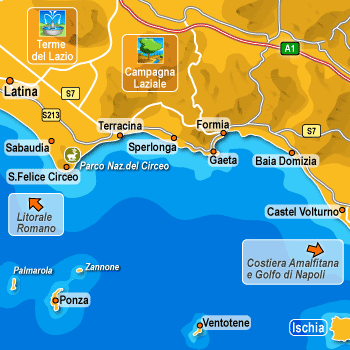 Terme
del Lazio
Campagna
Laziale
A1
Latina
S7
S213
S7
Terracina
Formia
Sabaudia
Sperlonga
Gaeta
Baia Domizia
Parco Naz.del Circeo
S.Felice Circeo
Litorale
Romano
Castel Volturno
Costiera Amalfitana
e Golfo di Napoli
Palmarola
Zannone
Ponza
Ventotene
Ischia